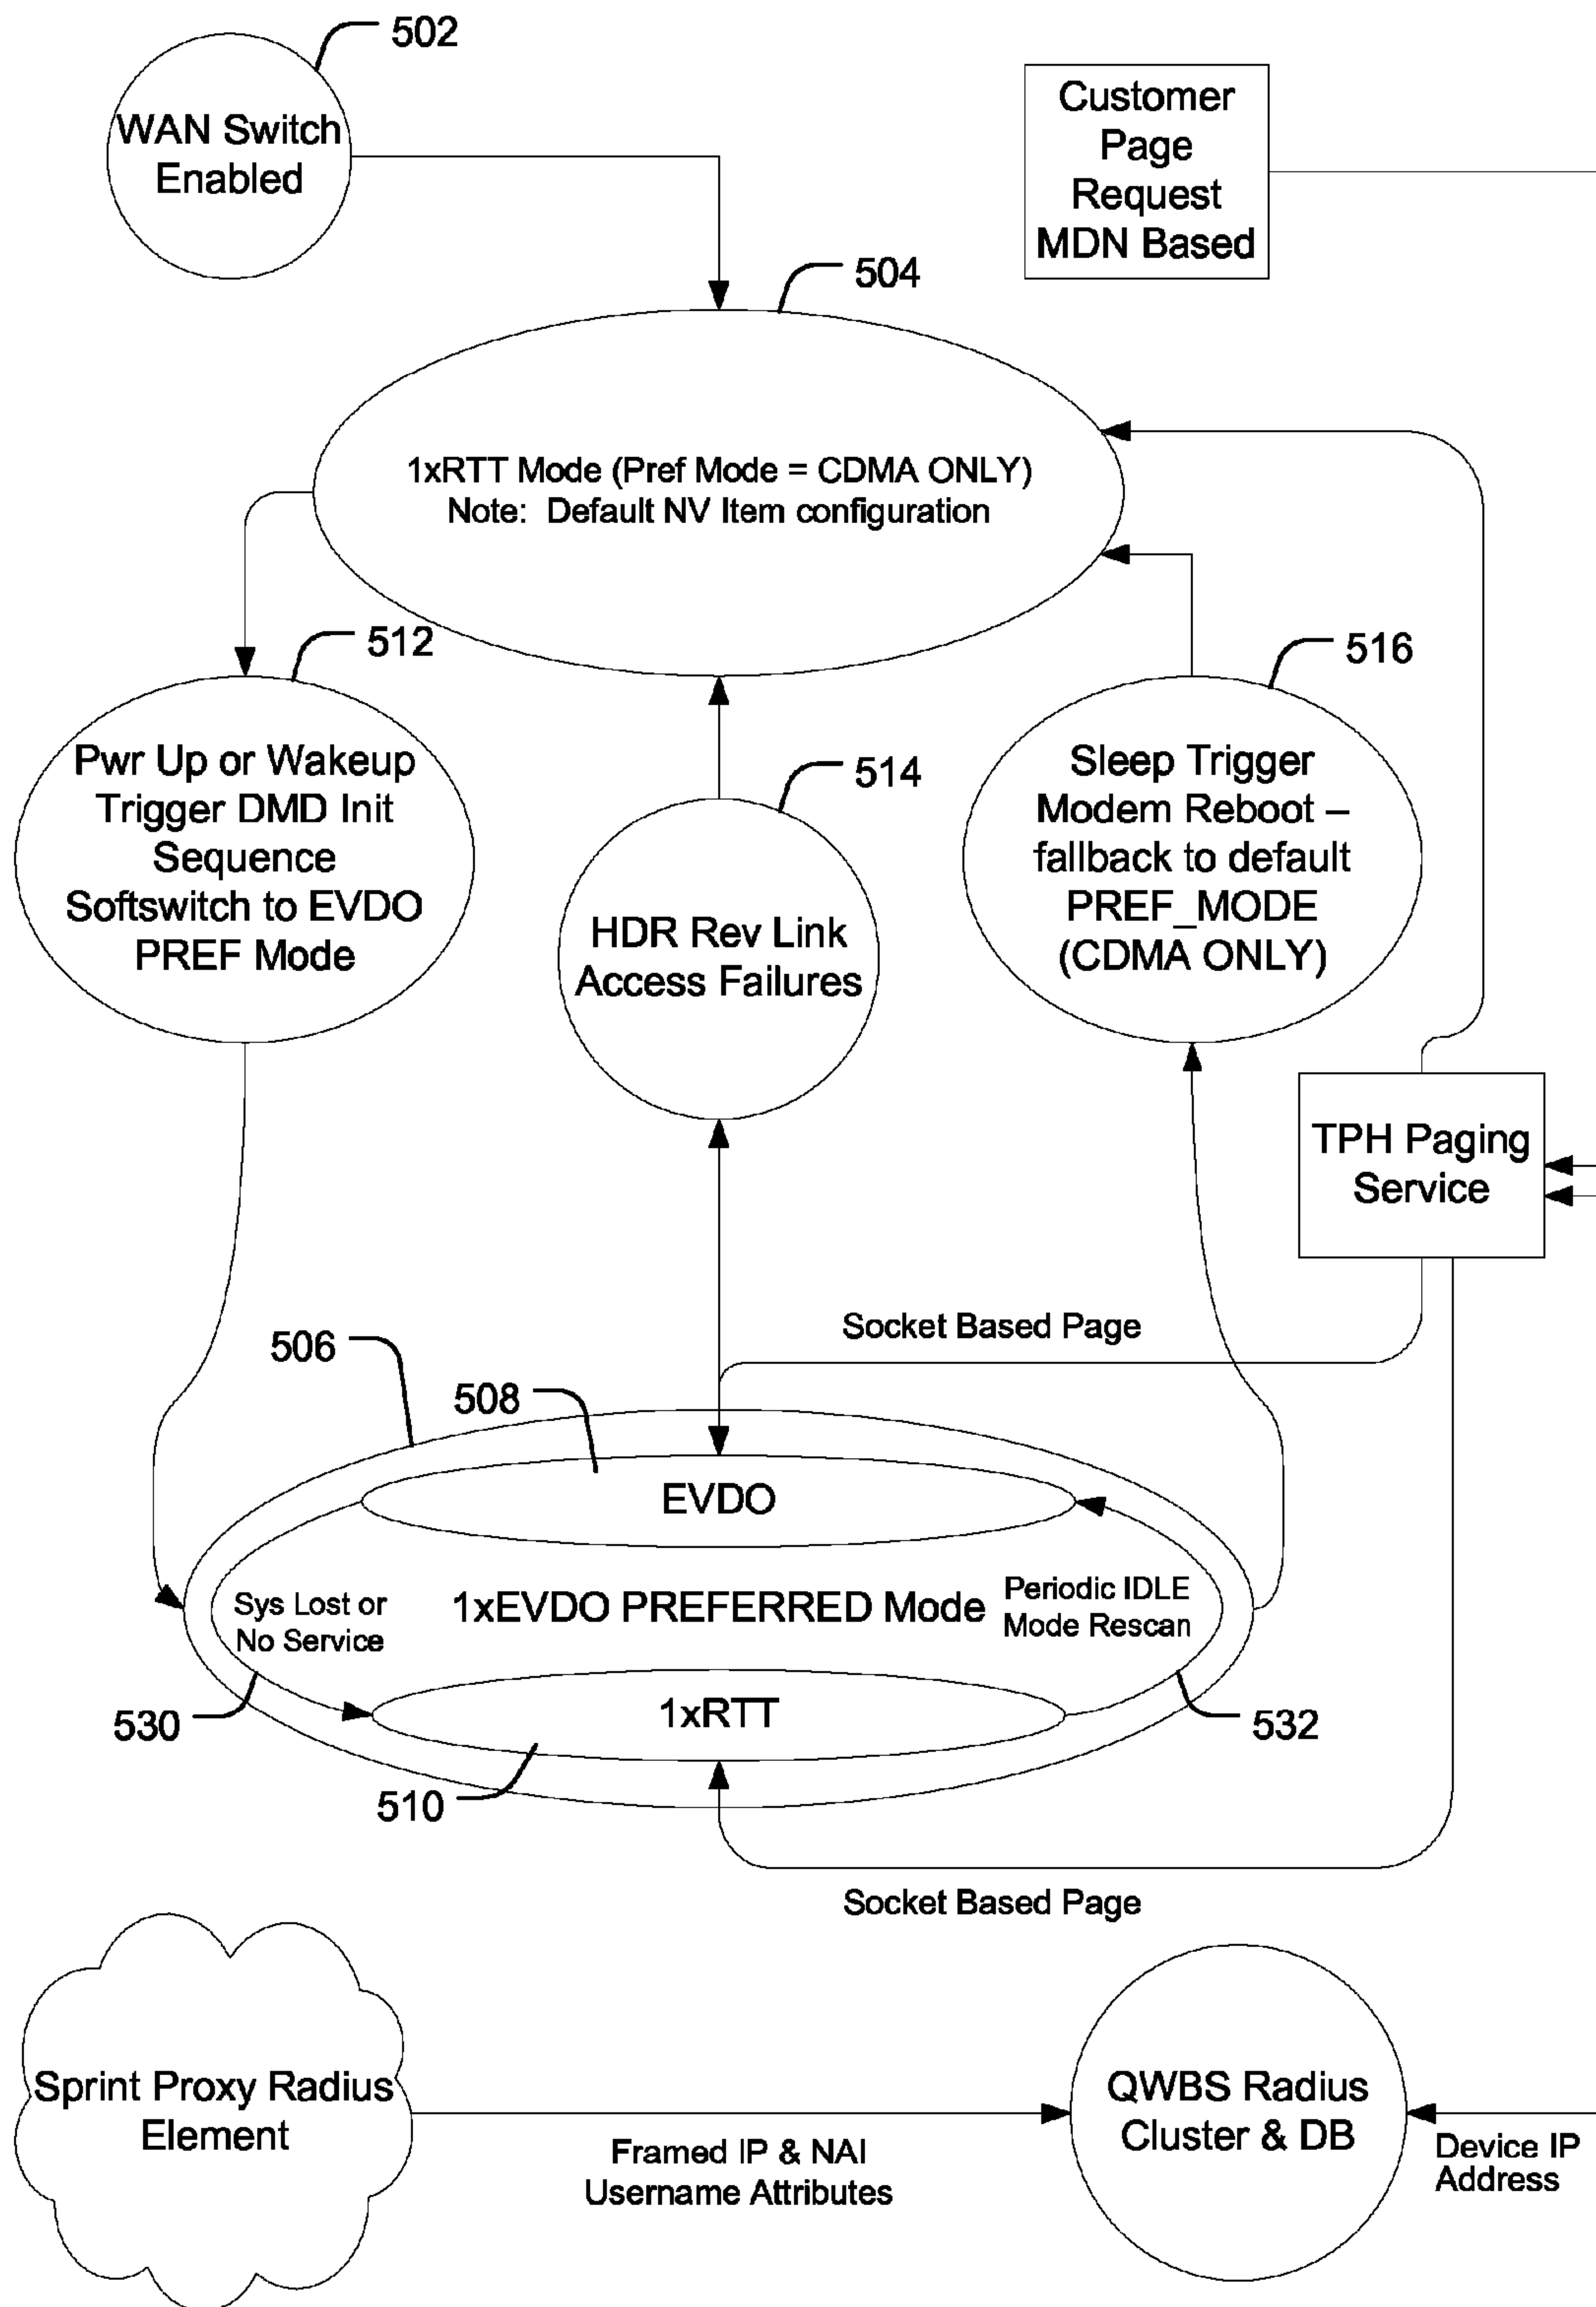 502
WAN Switch
Enabled
Customer
Page
Request
MDN Based
504
1xRTT Mode (Pref Mode = CDMA ONLY)
Note: Default NV Item configuration
512
516
Pwr Up or Wakeup
Trigger DMD Init
Sequence
Softswitch to EVDO
PREF Mode
514
HDR Rev Link
Access Failures
Sleep Trigger
Modem Reboot –
fallback to default
PREF_MODE
(CDMA ONLY)
TPH Paging
Service
Socket Based Page
506
508
EVDO
Sys Lost or
No Service
1xEVDO PREFERRED Mode
Periodic IDLE
Mode Rescan
530
1xRTT
532
510
Socket Based Page
Sprint Proxy Radius
Element
Framed IP & NAI
Username Attributes
QWBS Radius
Cluster & DB
Device IP
Address